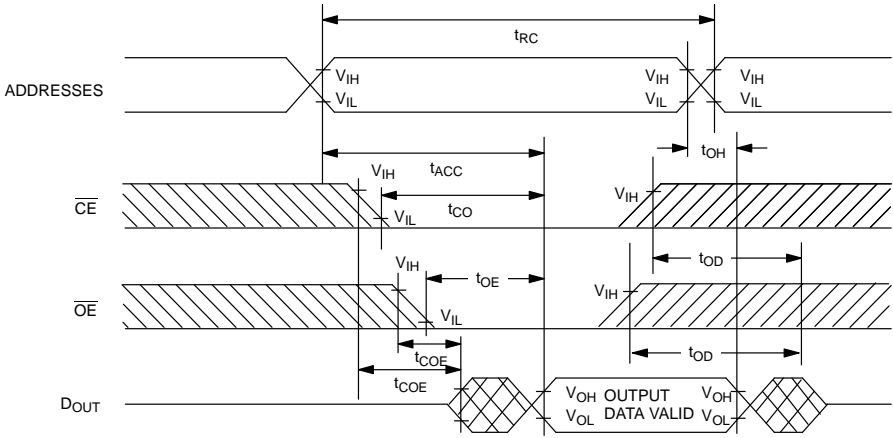 tRC
ADDRESSES
VIH
VIL
VIH
VIL
VIH
VIL
tOH
tACC
CE
VIH
VIL
tCO
VIH
tOD
OE
VIH
VIL
tOE
VIH
tOD
tCOE
tCOE
DOUT
VOH
VOL
OUTPUT
DATA VALID
VOH
VOL